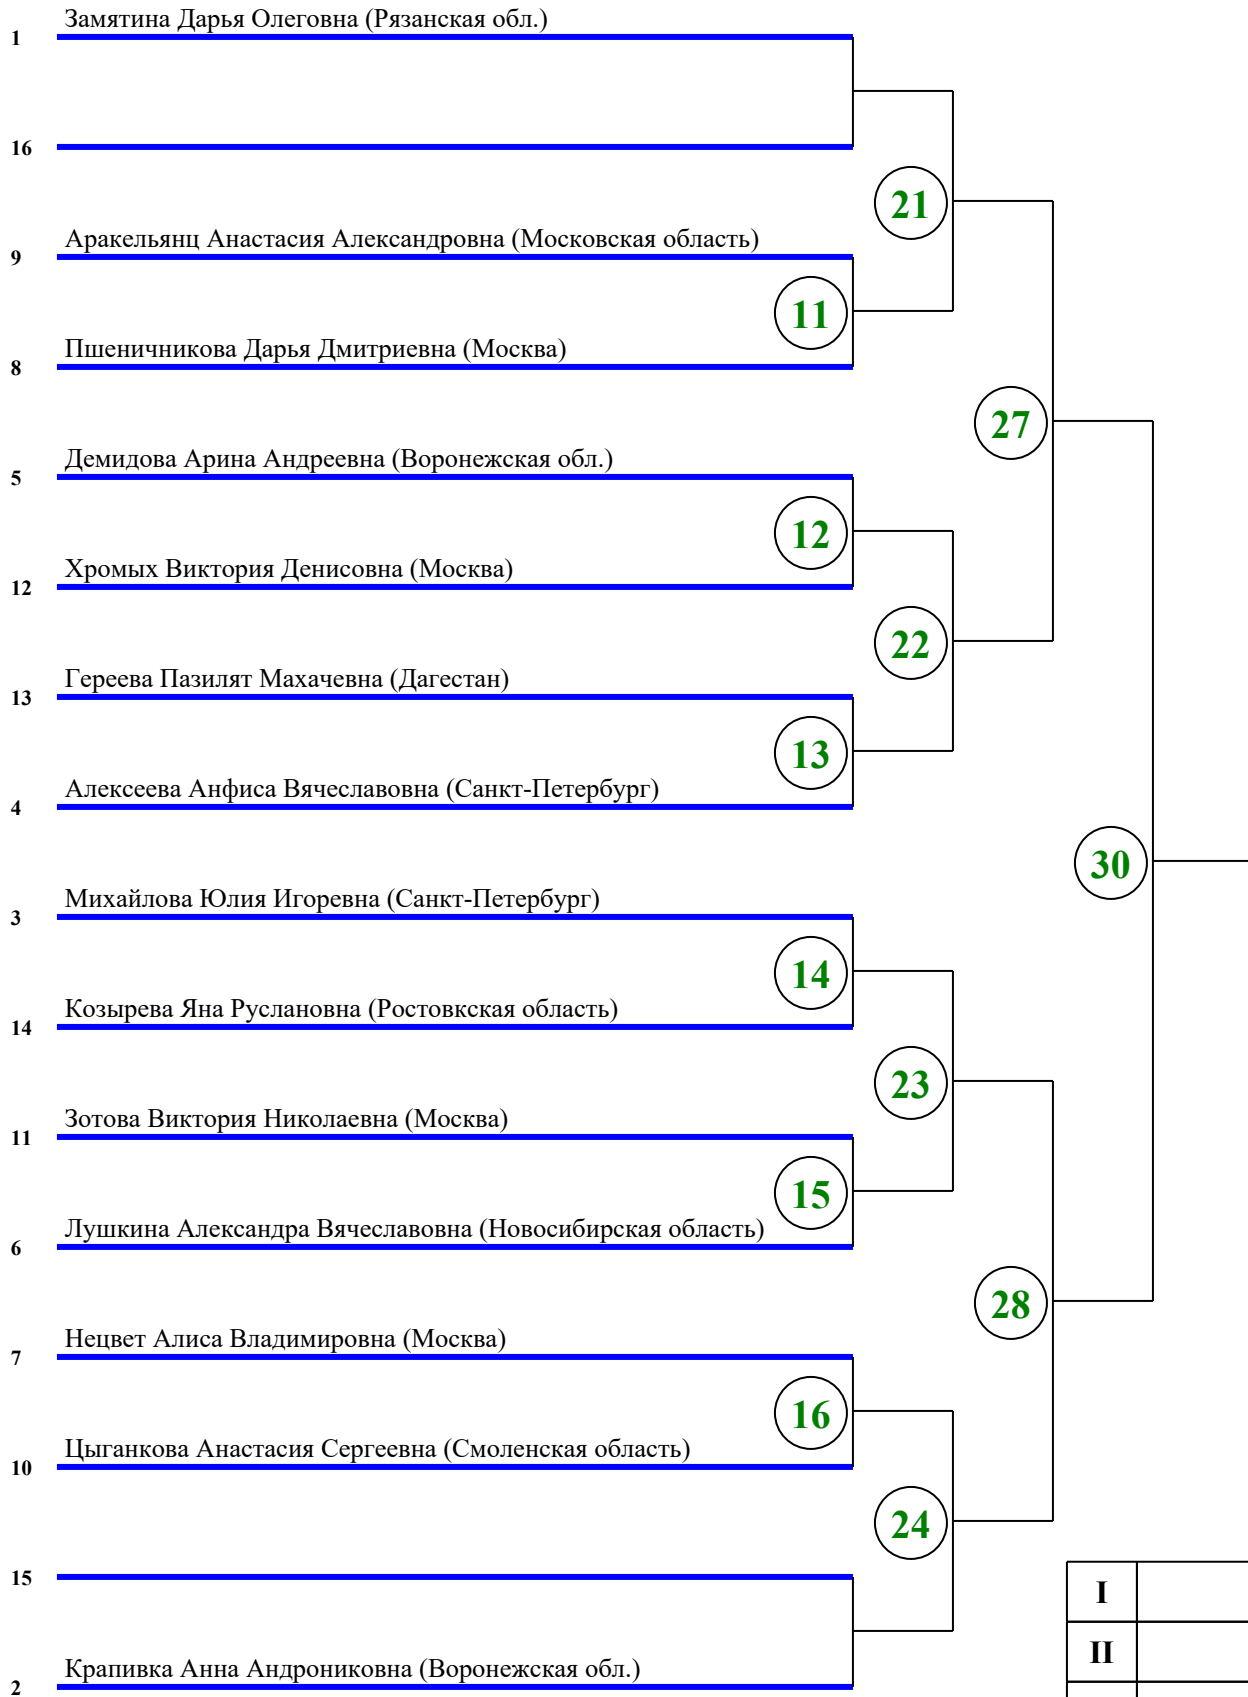 Замятина Дарья Олеговна (Рязанская обл.)
1
16
21
Аракельянц Анастасия Александровна (Московская область)
9
11
Пшеничникова Дарья Дмитриевна (Москва)
8
27
Демидова Арина Андреевна (Воронежская обл.)
5
12
Хромых Виктория Денисовна (Москва)
12
22
Гереева Пазилят Махачевна (Дагестан)
13
13
Алексеева Анфиса Вячеславовна (Санкт-Петербург)
4
30
Михайлова Юлия Игоревна (Санкт-Петербург)
3
14
Козырева Яна Руслановна (Ростовкская область)
14
23
Зотова Виктория Николаевна (Москва)
11
15
Лушкина Александра Вячеславовна (Новосибирская область)
6
28
Нецвет Алиса Владимировна (Москва)
7
16
Цыганкова Анастасия Сергеевна (Смоленская область)
10
24
15
I
II
Крапивка Анна Андрониковна (Воронежская обл.)
2